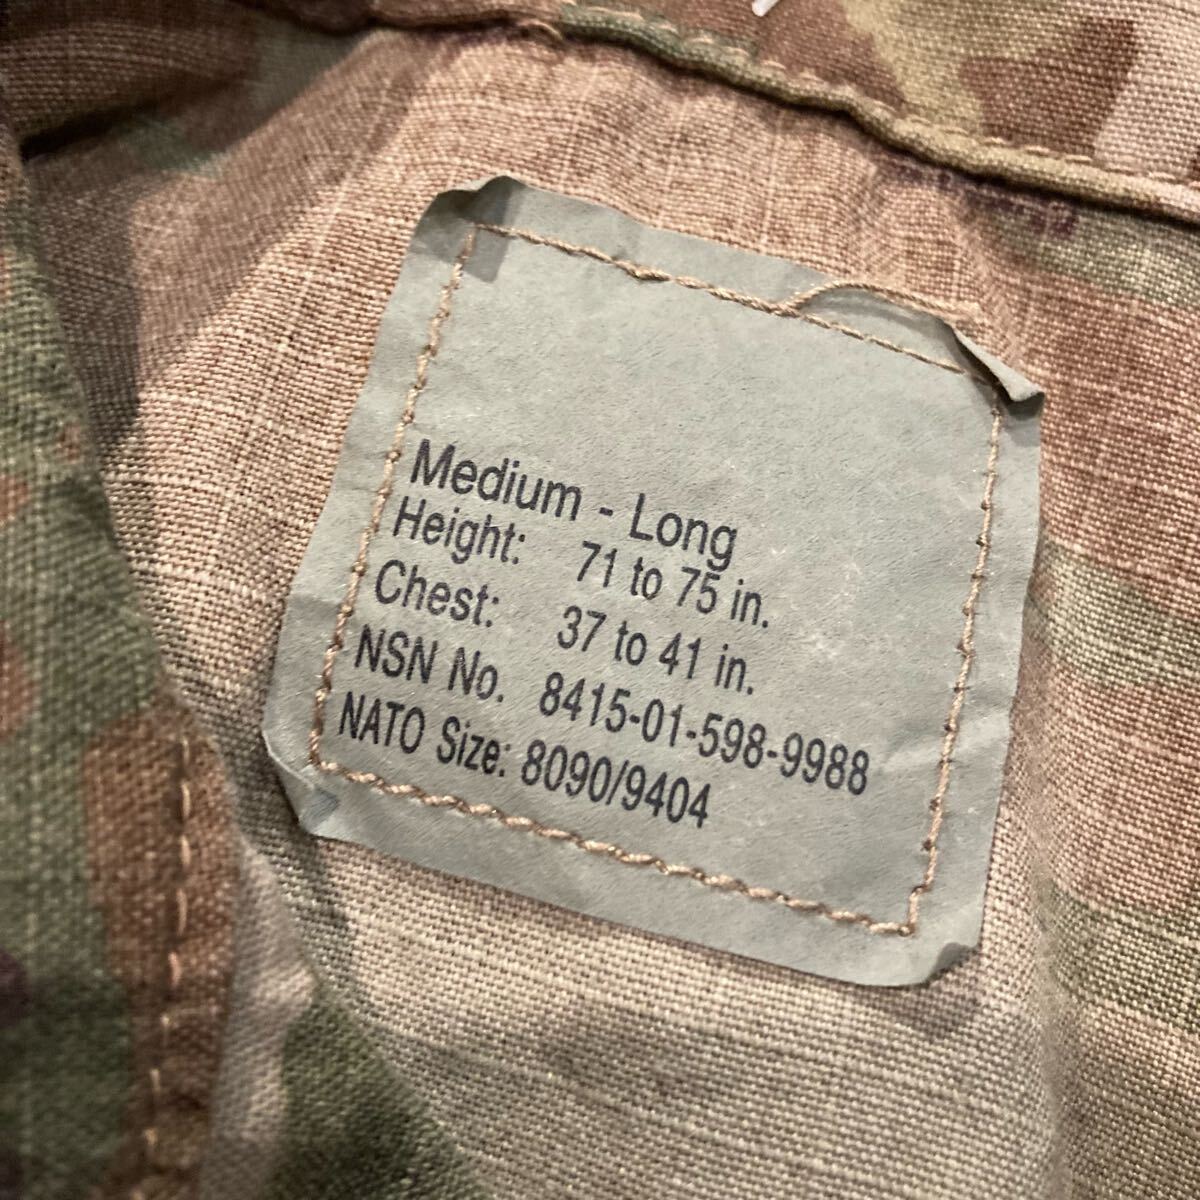 Medium - Long
Height: 71 to 75 in.
Chest: 37 to 41 in.
NSN No. 8415-01-598-9988
NATO Size: 8090/9404